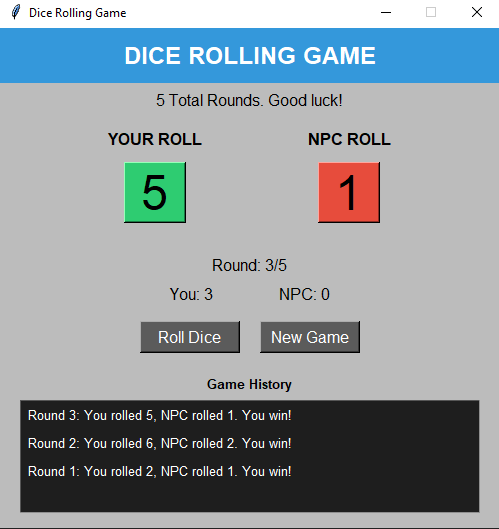 Dice Rolling Game
DICE ROLLING GAME
5 Total Rounds. Good luck!
YOUR ROLL NPC ROLL
5 1
Round: 3/5
You: 3 NPC: 0
Roll Dice New Game
Game History
Round 3: You rolled 5, NPC rolled 1. You win!
Round 2: You rolled 6, NPC rolled 2. You win!
Round 1: You rolled 2, NPC rolled 1. You win!